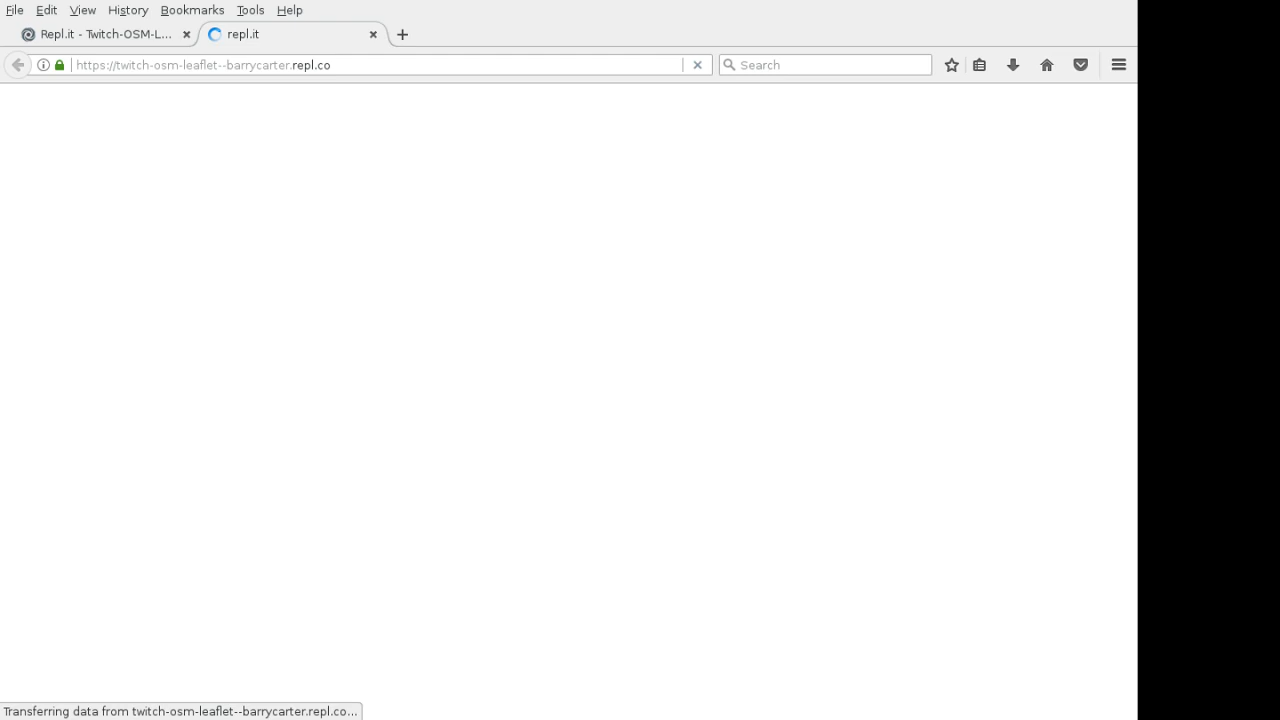 File Edit View History Bookmarks Tools Help
Repl.it - Twitch-OSM-L... repl.it
https://twitch-osm-leaflet--barrycarter.repl.co Search
Transferring data from twitch-osm-leaflet--barrycarter.repl.co...